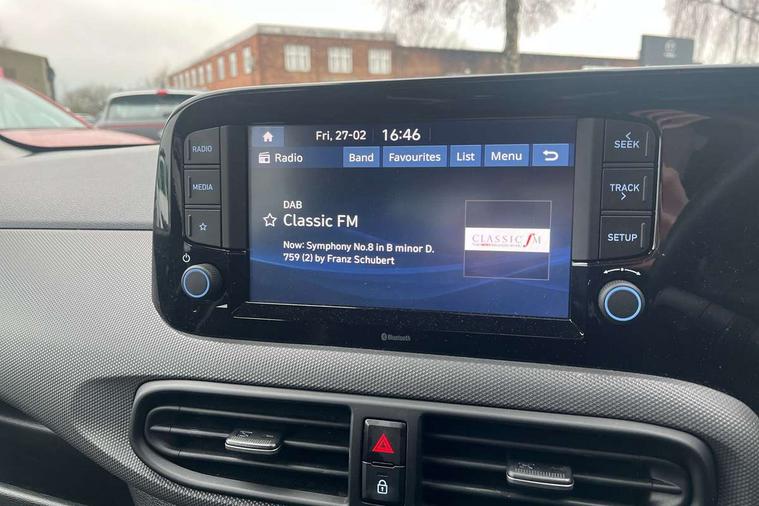 Fri, 27-02 16:46
RADIO
MEDIA
Radio
Band
Favourites
List
Menu
DAB
Classic FM
Now: Symphony No.8 in B minor D.
759 (2) by Franz Schubert
CLASSIC fM
SEEK
TRACK
SETUP
Bluetooth